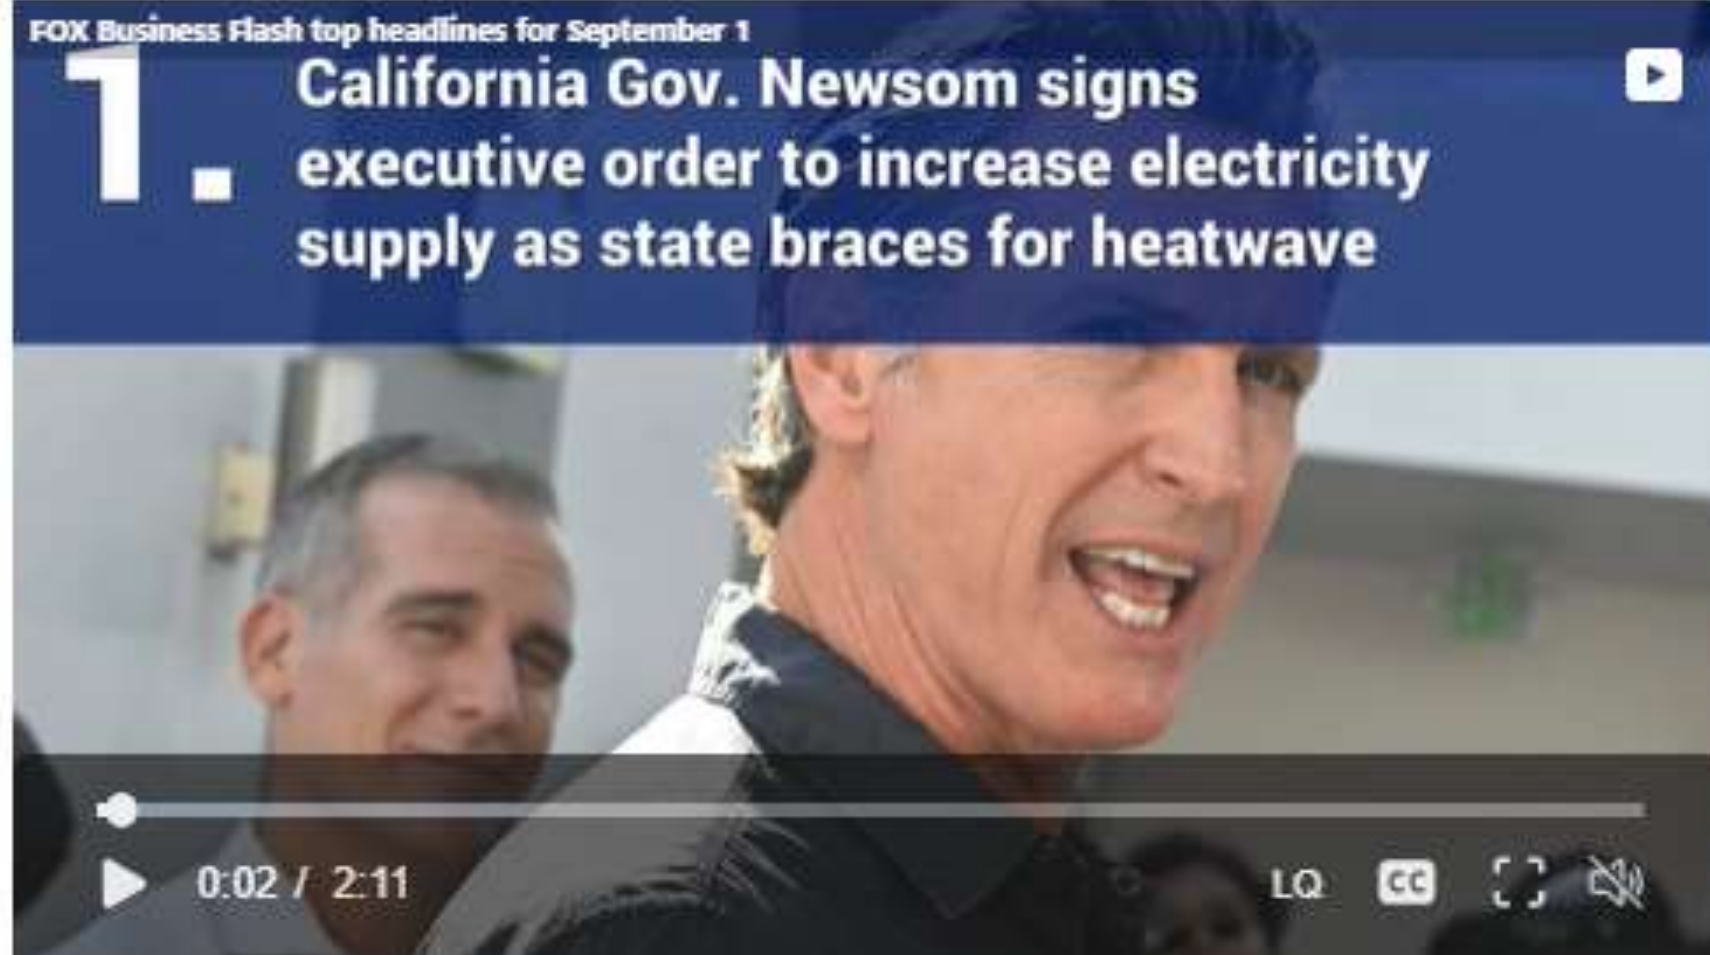 FOX Business Flash top headlines for September 1
1. California Gov. Newsom signs
executive order to increase electricity
supply as state braces for heatwave
0:02 / 2:11
LQ
CC